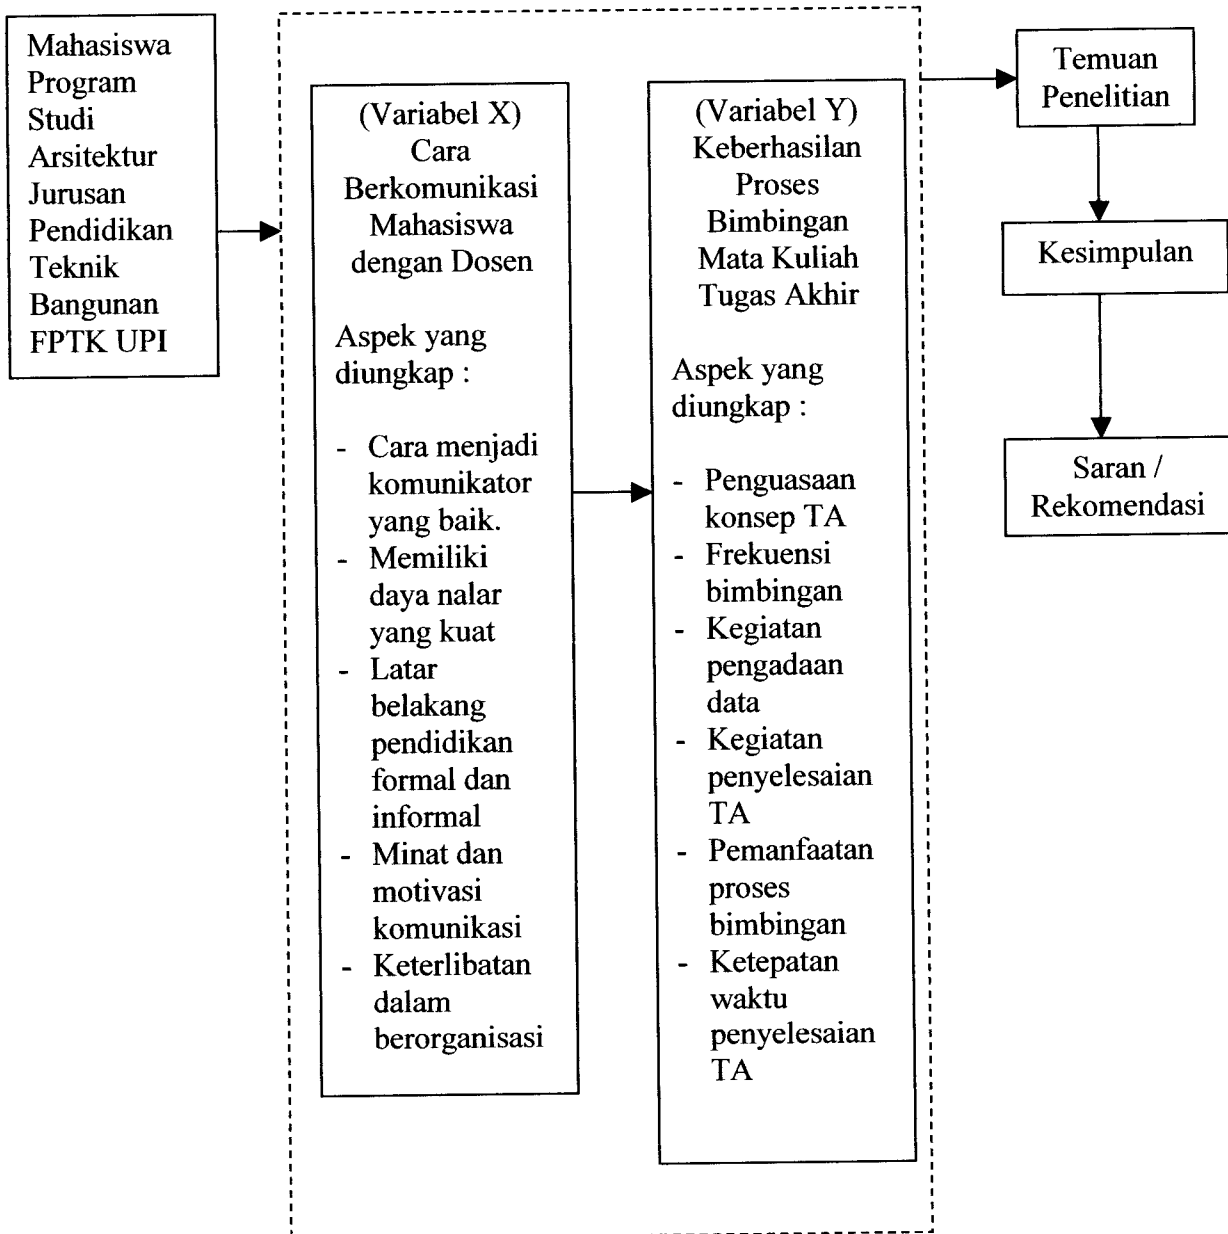 Mahasiswa
Program
Studi
Arsitektur
Jurusan
Pendidikan
Teknik
Bangunan
FPTK UPI
(Variabel X)
Cara
Berkomunikasi
Mahasiswa
dengan Dosen
Aspek yang
diungkap :
- Cara menjadi
komunikator
yang baik.
- Memiliki
daya nalar
yang kuat
- Latar
belakang
pendidikan
formal dan
informal
- Minat dan
motivasi
komunikasi
- Keterlibatan
dalam
berorganisasi
(Variabel Y)
Keberhasilan
Proses
Bimbingan
Mata Kuliah
Tugas Akhir
Aspek yang
diungkap :
- Penguasaan
konsep TA
- Frekuensi
bimbingan
- Kegiatan
pengadaan
data
- Kegiatan
penyelesaian
TA
- Pemanfaatan
proses
bimbingan
- Ketepatan
waktu
penyelesaian
TA
Temuan
Penelitian
Kesimpulan
Saran /
Rekomendasi